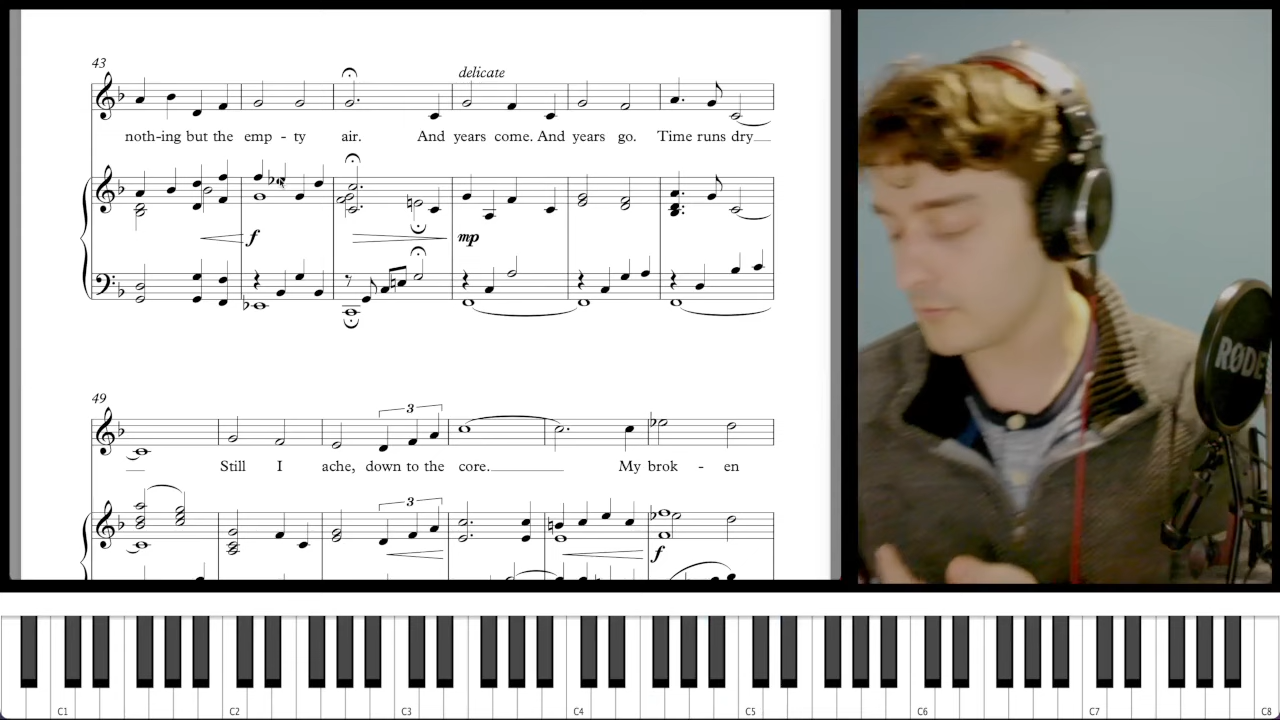 43
delicate
noth-ing but the emp - ty air. And years come. And years go. Time runs dry
f
mp
49
3
Still I ache, down to the core. My brok - en
3
f
RØDE
C1 C2 C3 C4 C5 C6 C7 C8